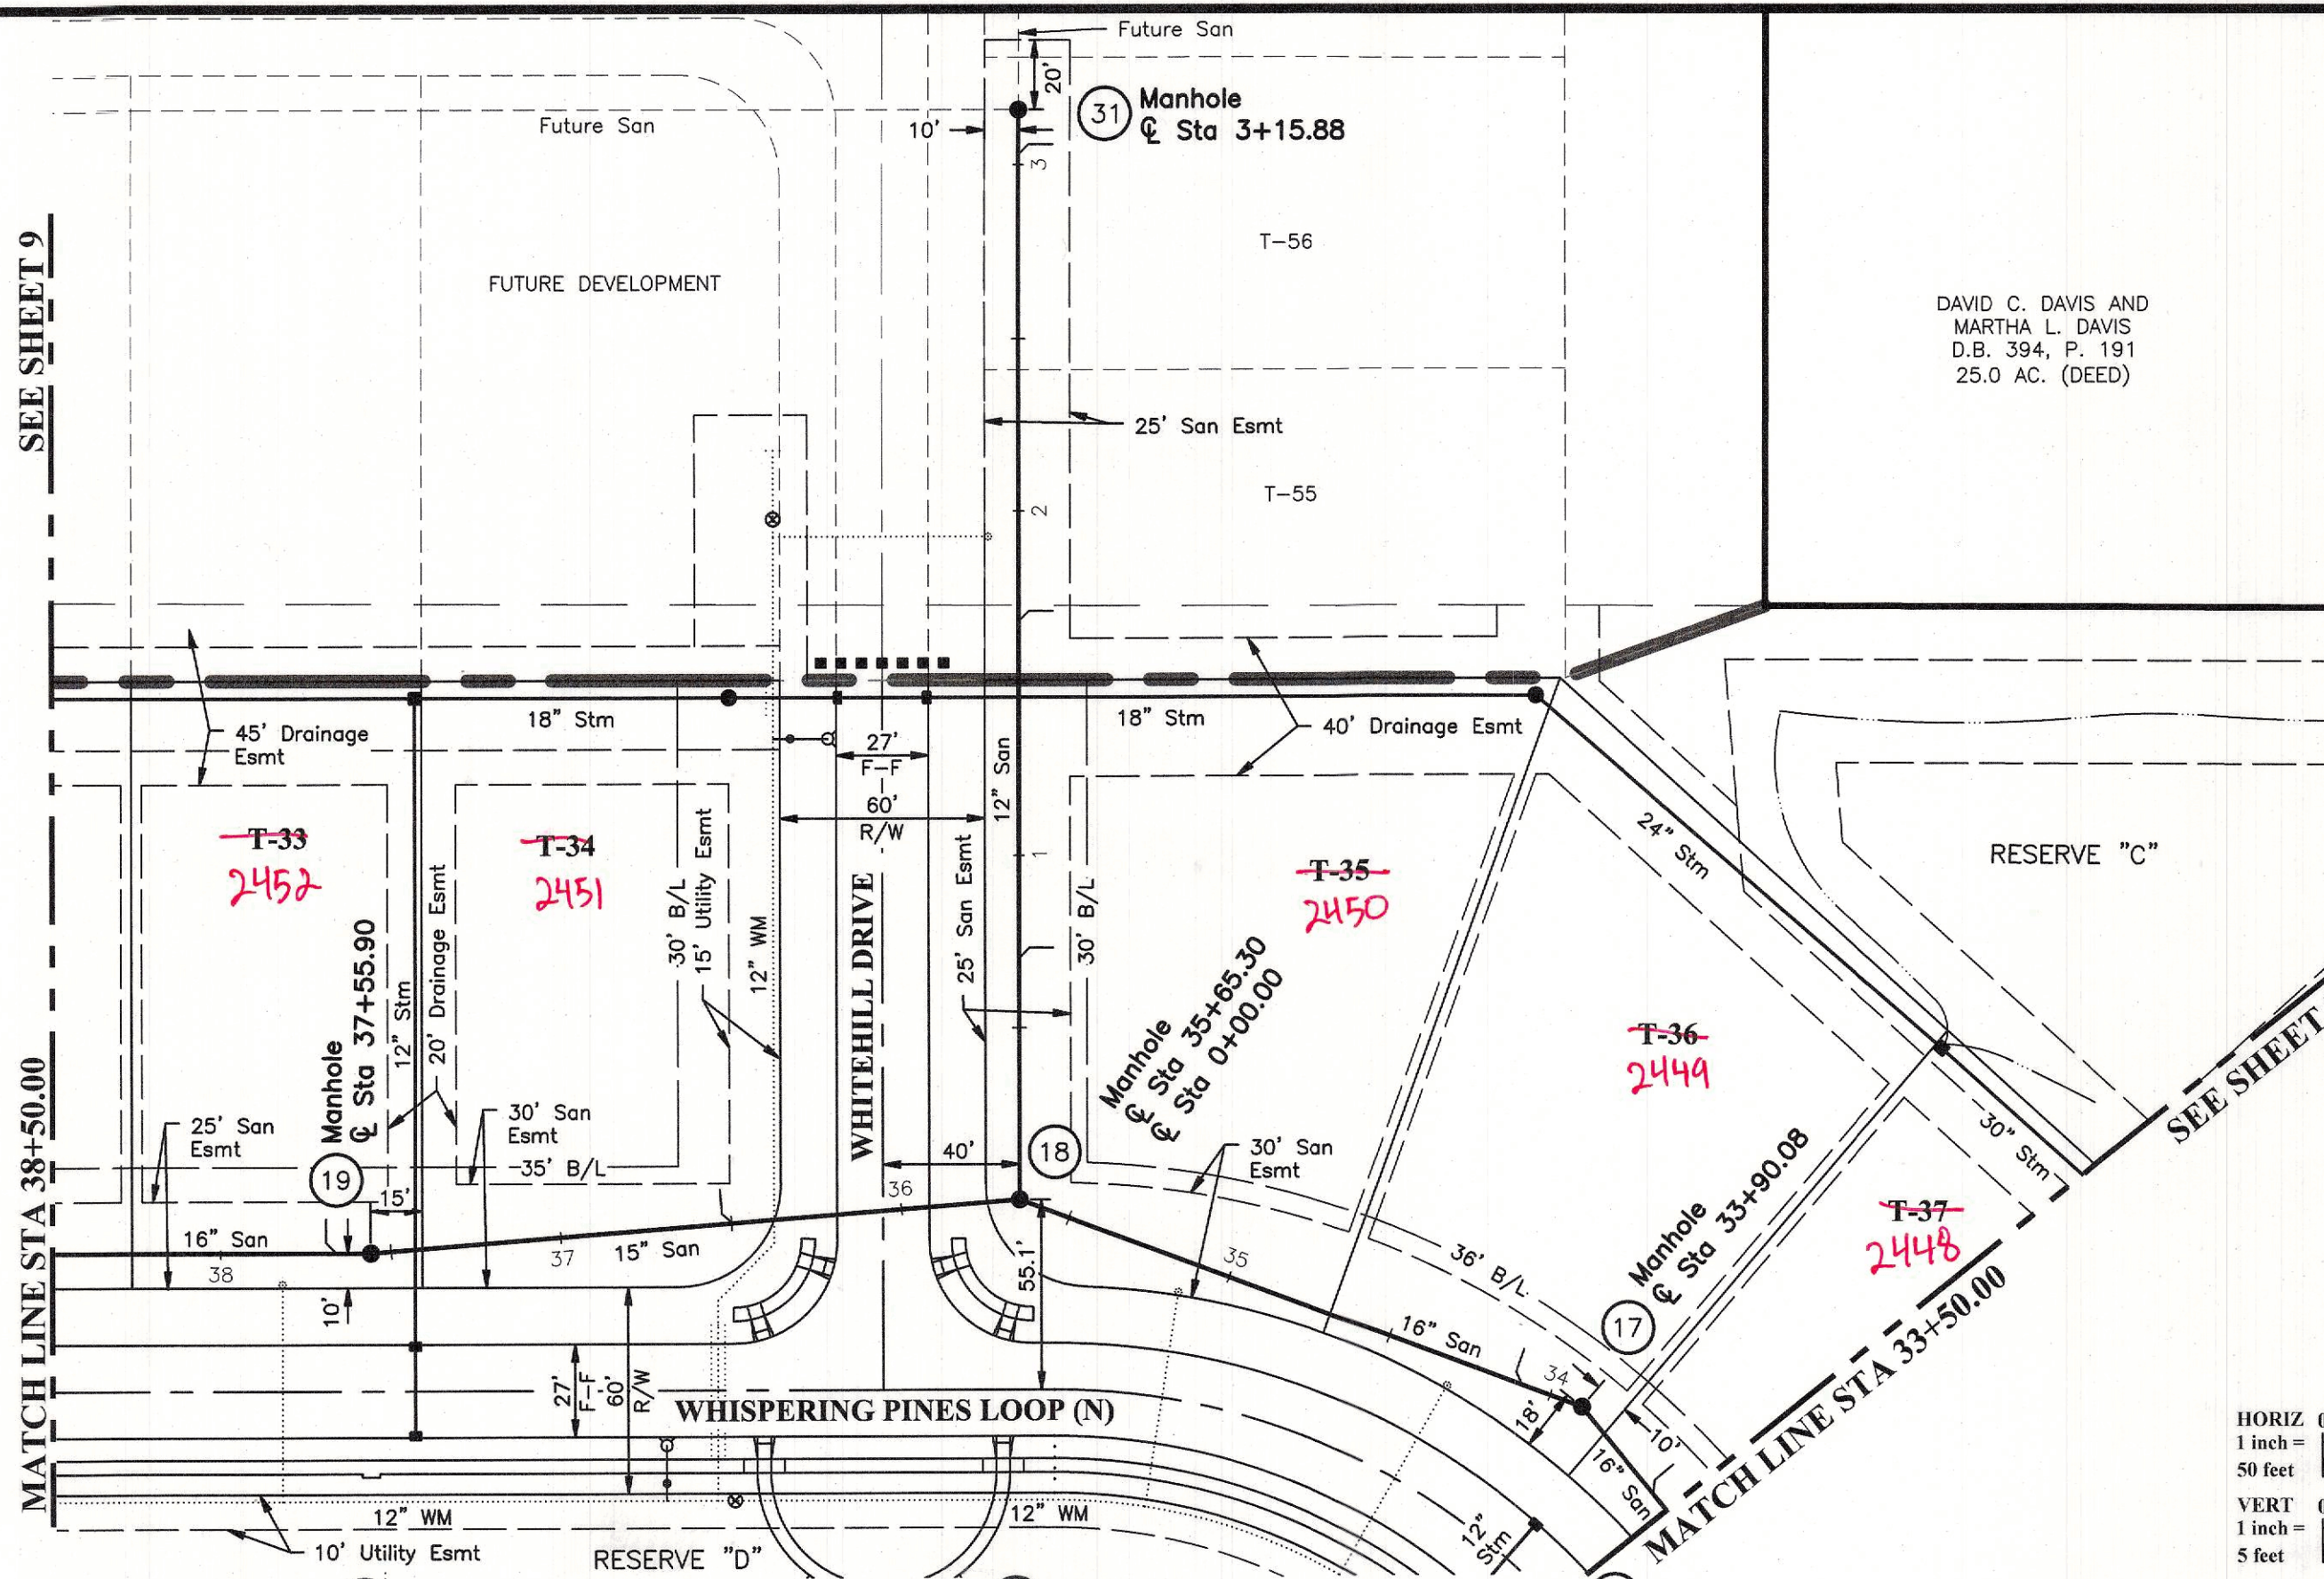 Future San
20'
31
Manhole
℄ Sta 3+15.88
10'
3
Future San
T-56
SEE SHEET 9
FUTURE DEVELOPMENT
DAVID C. DAVIS AND
MARTHA L. DAVIS
D.B. 394, P. 191
25.0 AC. (DEED)
25' San Esmt
T-55
2
18" Stm
18" Stm
45' Drainage
Esmt
40' Drainage Esmt
27'
F-F
60'
R/W
12" San
T-33
2452
T-34
2451
T-35
2450
24" Stm
RESERVE "C"
1
30' B/L
15' Utility Esmt
12" WM
WHITEHILL DRIVE
25' San Esmt
30' B/L
Manhole
℄ Sta 37+55.90
12" Stm
20' Drainage Esmt
Manhole
℄ Sta 35+65.30
℄ Sta 0+00.00
T-36
2449
25' San
Esmt
30' San
Esmt
35' B/L
40'
18
30' San
Esmt
30" Stm
SEE SHEET
19
15'
36
Manhole
℄ Sta 33+90.08
T-37
2448
16" San
38
37
15" San
35
36' B/L
55.1'
10'
17
16" San
34
MATCH LINE STA 38+50.00
27'
F-F
60'
R/W
WHISPERING PINES LOOP (N)
18'
10'
16" San
MATCH LINE STA 33+50.00
12" WM
12" WM
12"
Stm
10' Utility Esmt
RESERVE "D"
HORIZ
1 inch =
50 feet
VERT
1 inch =
5 feet